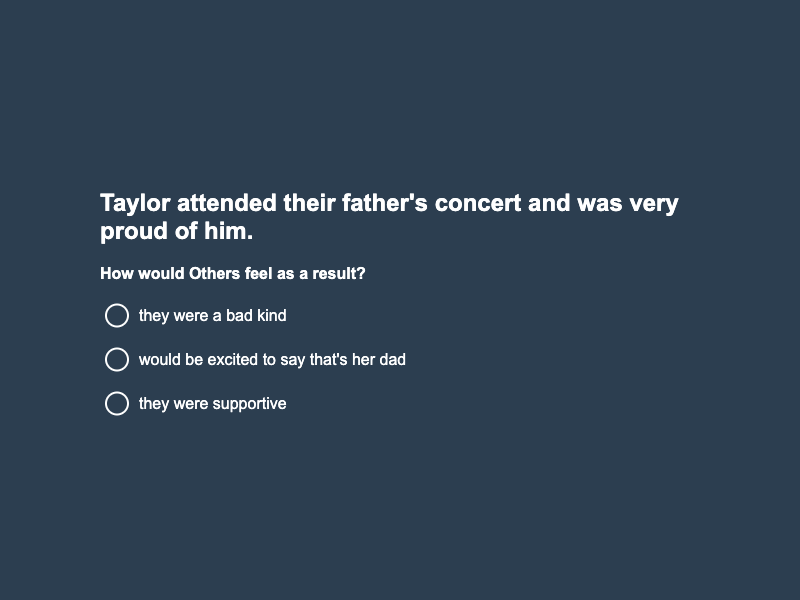 Taylor attended their father's concert and was very
proud of him.
How would Others feel as a result?
they were a bad kind
would be excited to say that's her dad
they were supportive